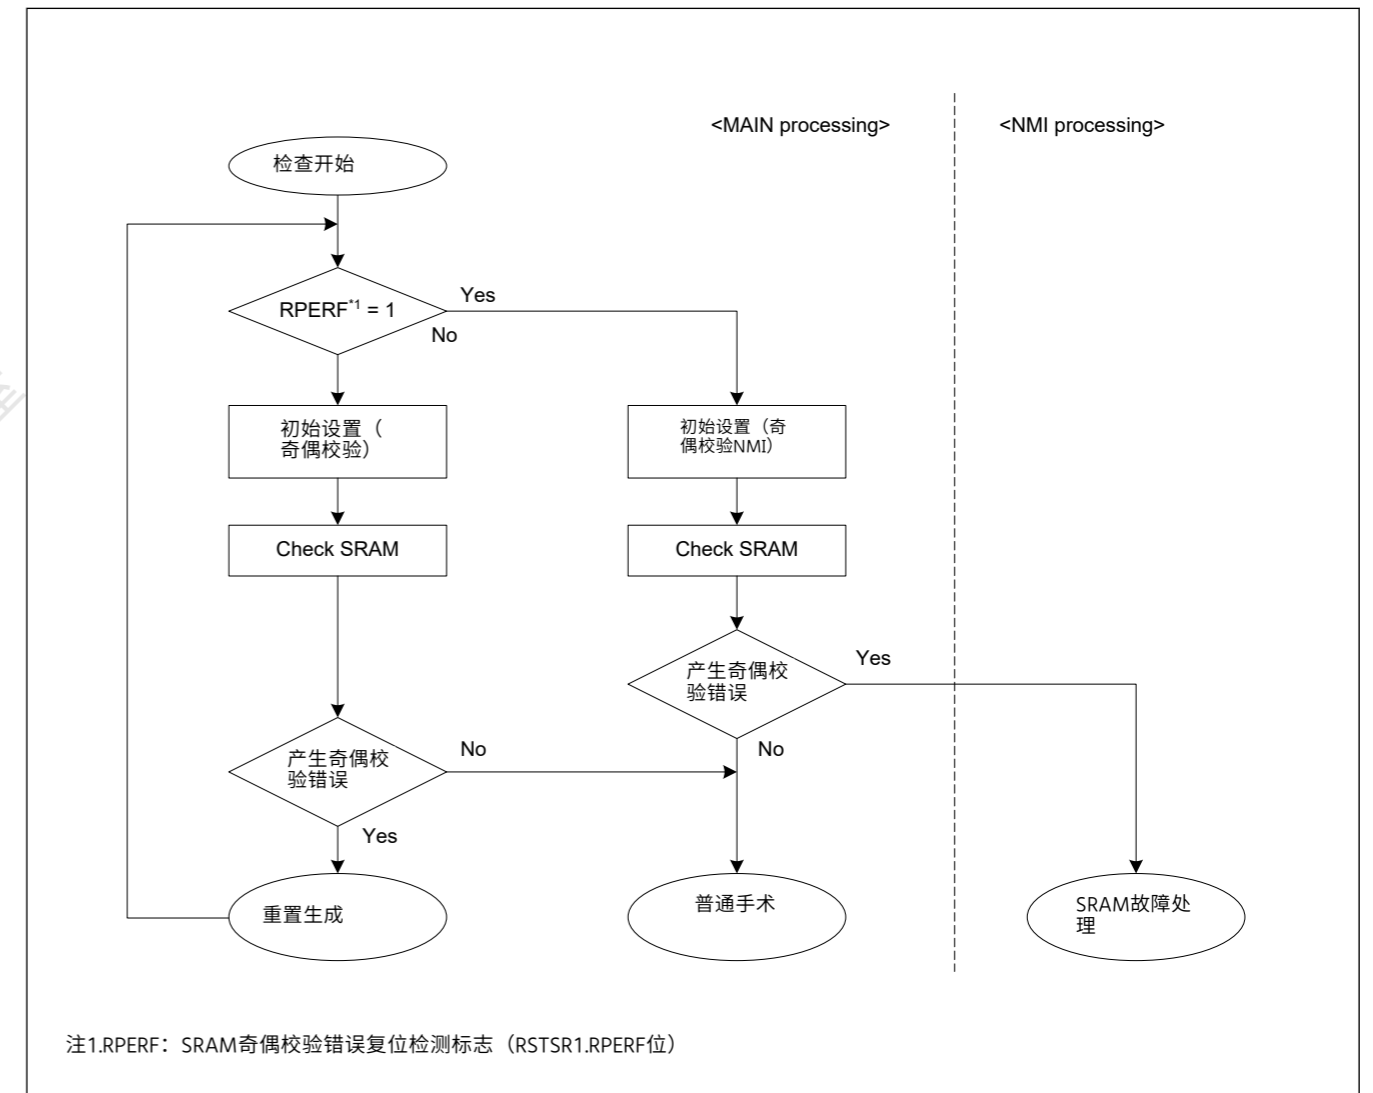 <MAIN processing>
<NMI processing>
检查开始
RPERF*1 = 1
Yes
No
初始设置（
奇偶校验）
初始设置（奇
偶校验NMI）
Check SRAM
Check SRAM
产生奇偶校
验错误
Yes
No
产生奇偶校
验错误
No
Yes
重置生成
普通手术
SRAM故障处
理
注1.RPERF：SRAM奇偶校验错误复位检测标志（RSTSR1.RPERF位）